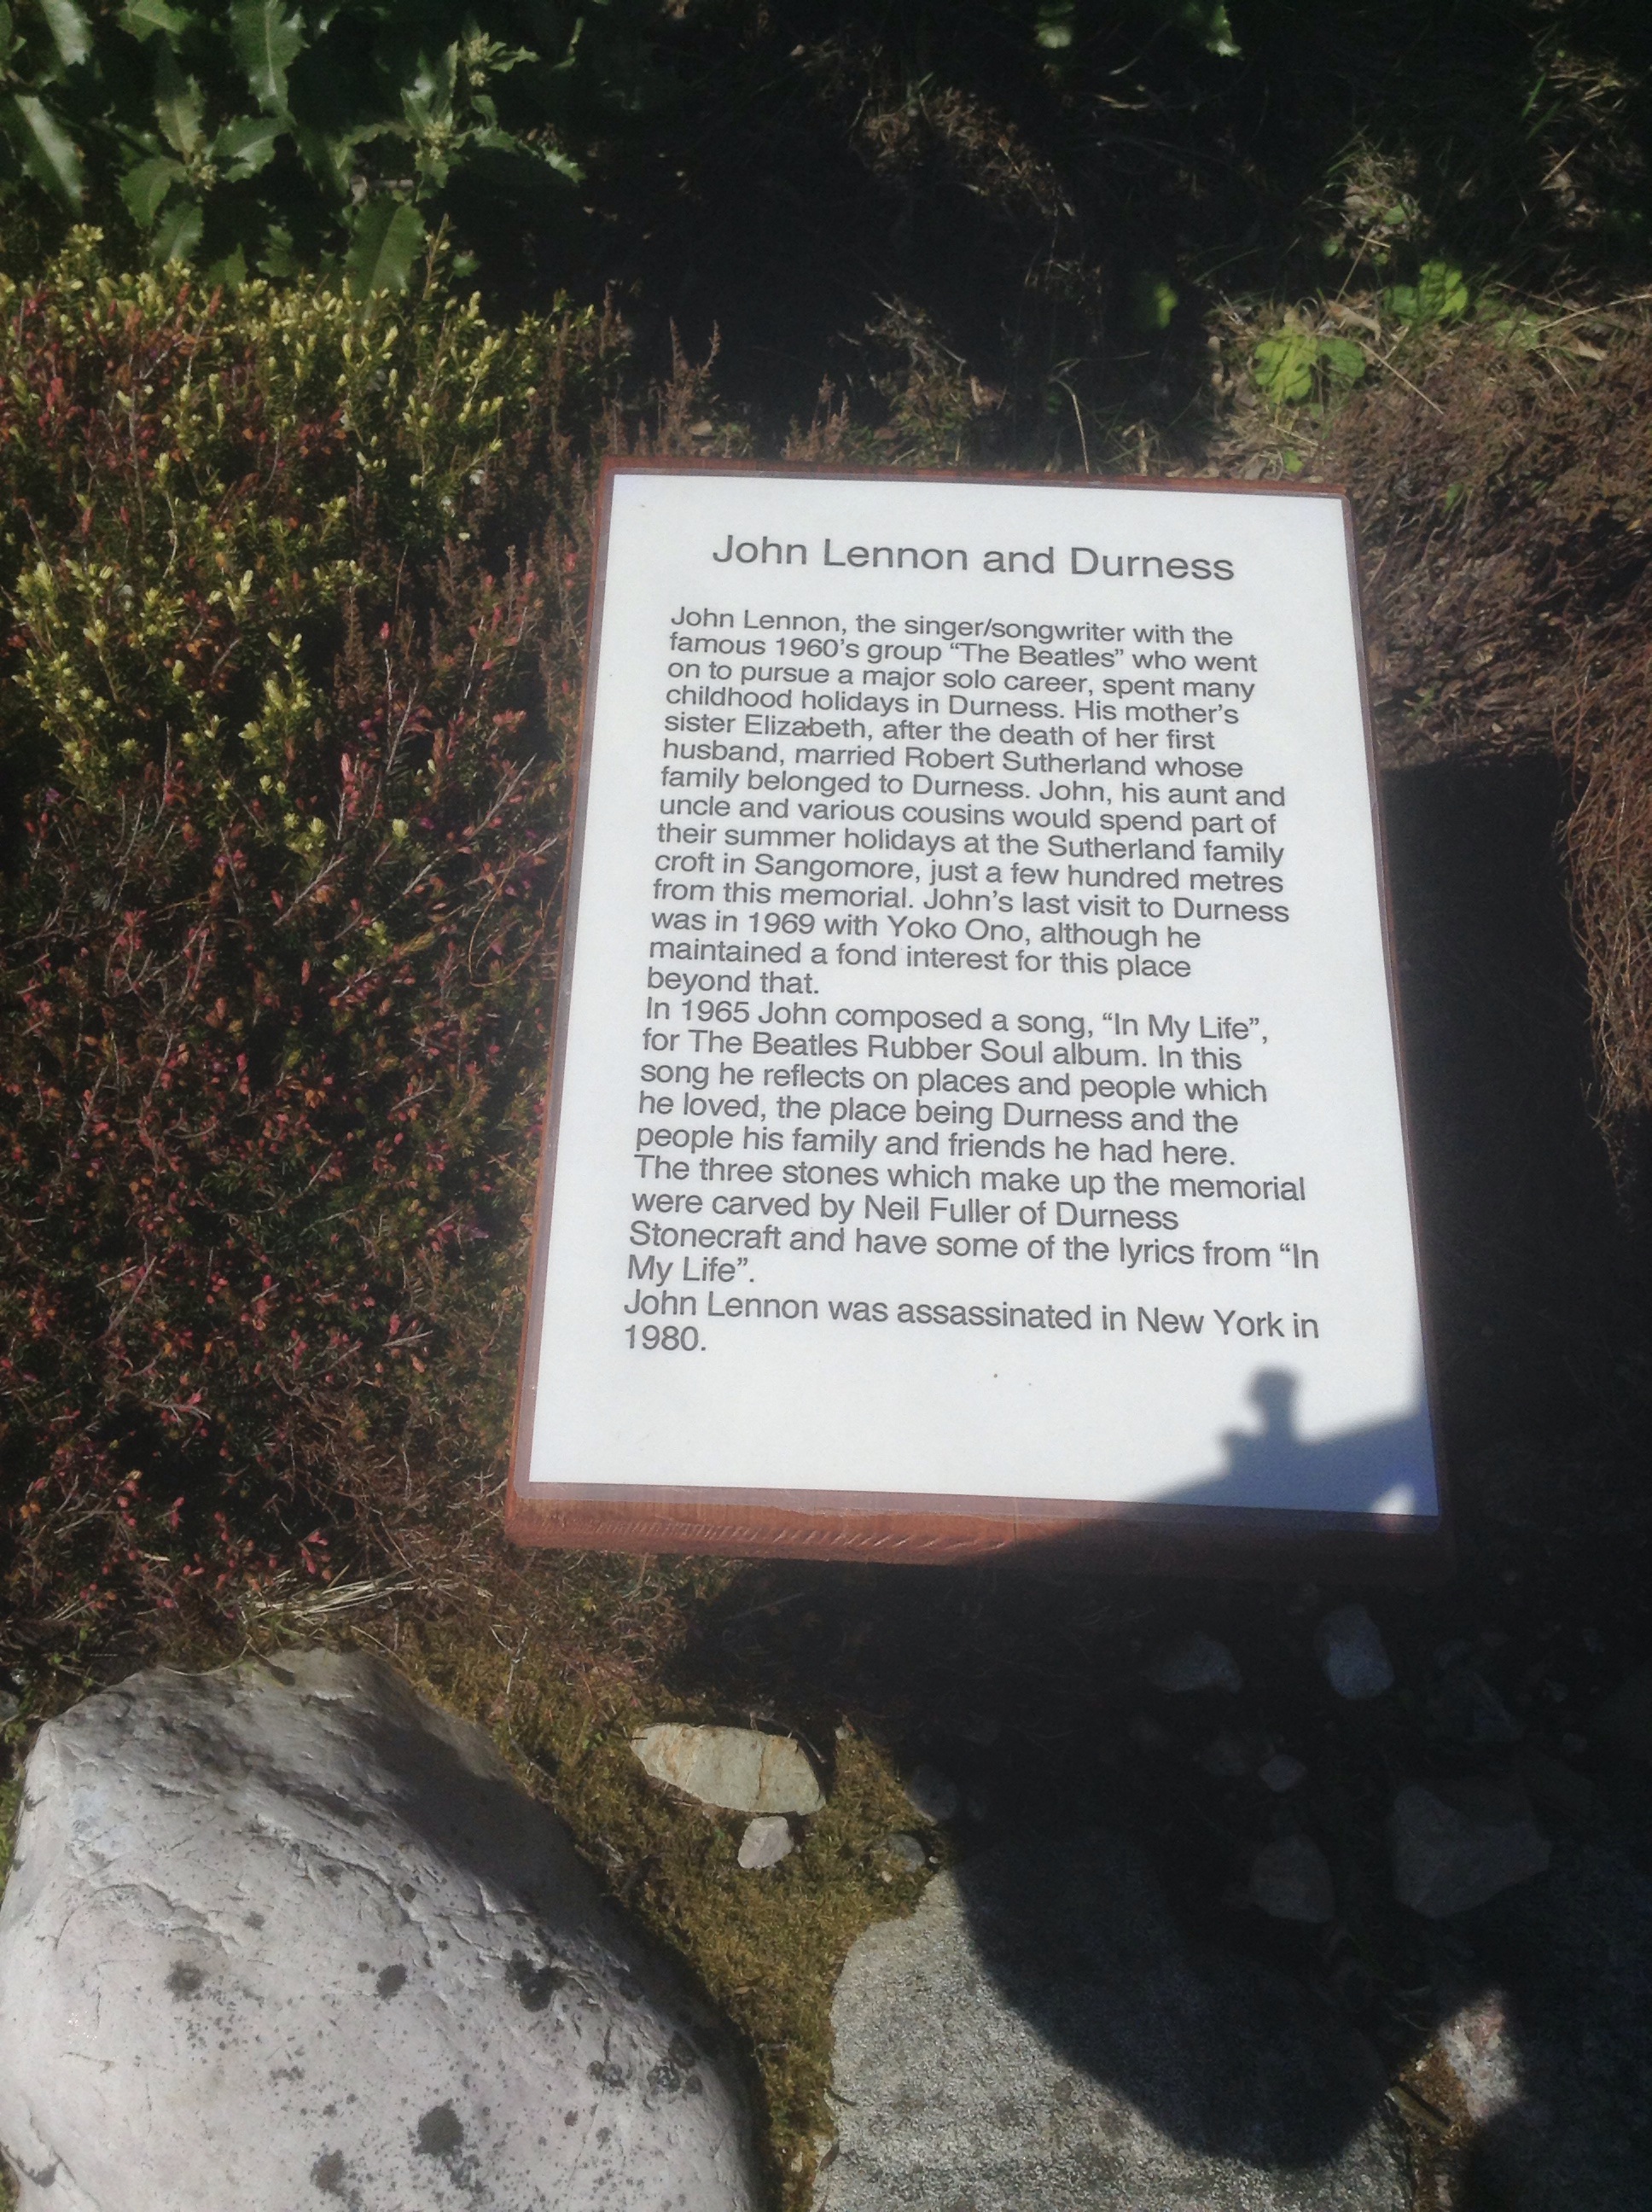 John Lennon and Durness
John Lennon, the singer/songwriter with the
famous 1960's group “The Beatles” who went
on to pursue a major solo career, spent many
childhood holidays in Durness. His mother's
sister Elizabeth, after the death of her first
husband, married Robert Sutherland whose
family belonged to Durness. John, his aunt and
uncle and various cousins would spend part of
their summer holidays at the Sutherland family
croft in Sangomore, just a few hundred metres
from this memorial. John's last visit to Durness
was in 1969 with Yoko Ono, although he
maintained a fond interest for this place
beyond that.
In 1965 John composed a song, “In My Life”,
for The Beatles Rubber Soul album. In this
song he reflects on places and people which
he loved, the place being Durness and the
people his family and friends he had here.
The three stones which make up the memorial
were carved by Neil Fuller of Durness
Stonecraft and have some of the lyrics from “In
My Life”.
John Lennon was assassinated in New York in
1980.